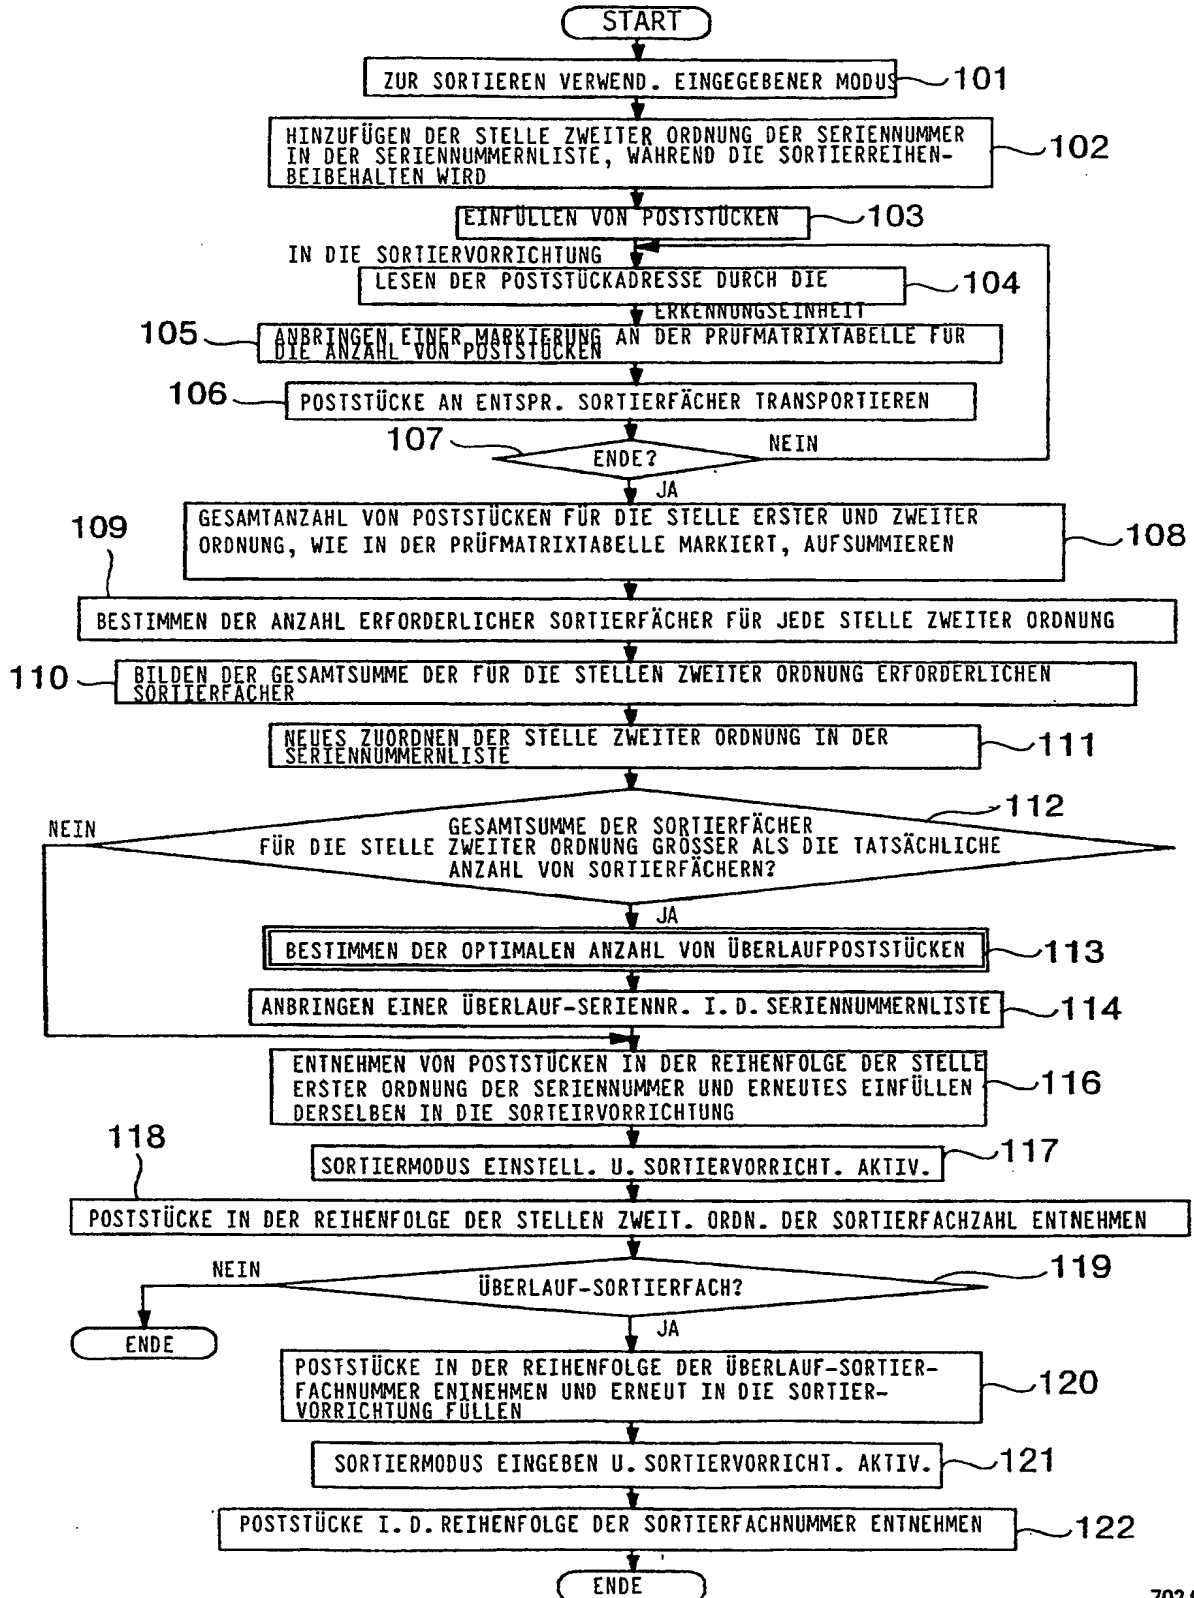 START
ZUR SORTIEREN VERWEND. EINGEGEBENER MODUS
101
HINZUFÜGEN DER STELLE ZWEITER ORDNUNG DER SERIENNUMMER
IN DER SERIENNUMMERNLISTE, WÄHREND DIE SORTIERREIHEN-
BEIBEHALTEN WIRD
102
EINFÜLLEN VON POSTSTÜCKEN
103
IN DIE SORTIERVORRICHTUNG
LESEN DER POSTSTÜCKADRESSE DURCH DIE
104
ERKENNUNGSEINHEIT
105
ANBRINGEN EINER MARKIERUNG AN DER PRÜFMATRIXTABELLE FÜR
DIE ANZAHL VON POSTSTÜCKEN
106
POSTSTÜCKE AN ENTSPR. SORTIERFÄCHER TRANSPORTIEREN
107
NEIN
ENDE?
JA
109
GESAMTANZAHL VON POSTSTÜCKEN FÜR DIE STELLE ERSTER UND ZWEITER
ORDNUNG, WIE IN DER PRÜFMATRIXTABELLE MARKIERT, AUFSUMMIEREN
108
BESTIMMEN DER ANZAHL ERFORDERLICHER SORTIERFÄCHER FÜR JEDE STELLE ZWEITER ORDNUNG
110
BILDEN DER GESAMTSUMME DER FÜR DIE STELLEN ZWEITER ORDNUNG ERFORDERLICHEN
SORTIERFÄCHER
NEUES ZUORDNEN DER STELLE ZWEITER ORDNUNG IN DER
SERIENNUMMERNLISTE
111
112
NEIN
GESAMTSUMME DER SORTIERFÄCHER
FÜR DIE STELLE ZWEITER ORDNUNG GRÖSSER ALS DIE TATSÄCHLICHE
ANZAHL VON SORTIERFÄCHERN?
JA
BESTIMMEN DER OPTIMALEN ANZAHL VON ÜBERLAUFPOSTSTÜCKEN
113
ANBRINGEN EINER ÜBERLAUF-SERIENNR. I.D. SERIENNUMMERNLISTE
114
ENTNEHMEN VON POSTSTÜCKEN IN DER REIHENFOLGE DER STELLE
ERSTER ORDNUNG DER SERIENNUMMER UND ERNEUTES EINFÜLLEN
DERSELBEN IN DIE SORTEIRVORRICHTUNG
116
118
SORTIERMODUS EINSTELL. U. SORTIERVORRICHT. AKTIV.
117
POSTSTÜCKE IN DER REIHENFOLGE DER STELLEN ZWEIT. ORDN. DER SORTIERFACHZAHL ENTNEHMEN
NEIN
ÜBERLAUF-SORTIERFACH?
119
ENDE
JA
POSTSTÜCKE IN DER REIHENFOLGE DER ÜBERLAUF-SORTIER-
FACHNUMMER ENINEHMEN UND ERNEUT IN DIE SORTIER-
VORRICHTUNG FÜLLEN
120
SORTIERMODUS EINGEBEN U. SORTIERVORRICHT. AKTIV.
121
POSTSTÜCKE I.D. REIHENFOLGE DER SORTIERFACHNUMMER ENTNEHMEN
122
ENDE